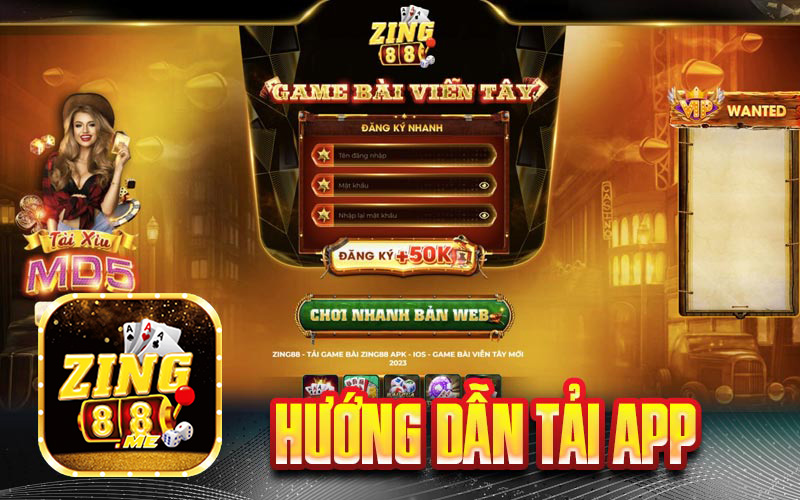 ZING
88
GAME BÀI VIỄN TÂY
ĐĂNG KÝ NHANH
Tên đăng nhập
Mật khẩu
Nhập lại mật khẩu
ĐĂNG KÝ +50K
CHƠI NHANH BẢN WEB
ZING88 - TẢI GAME BÀI ZING88 APK - IOS - GAME BÀI VIỄN TÂY MỚI
2023
VIP WANTED
Tài Xỉu
MD5
A A A
ZING
88
.ME
HƯỚNG DẪN TẢI APP